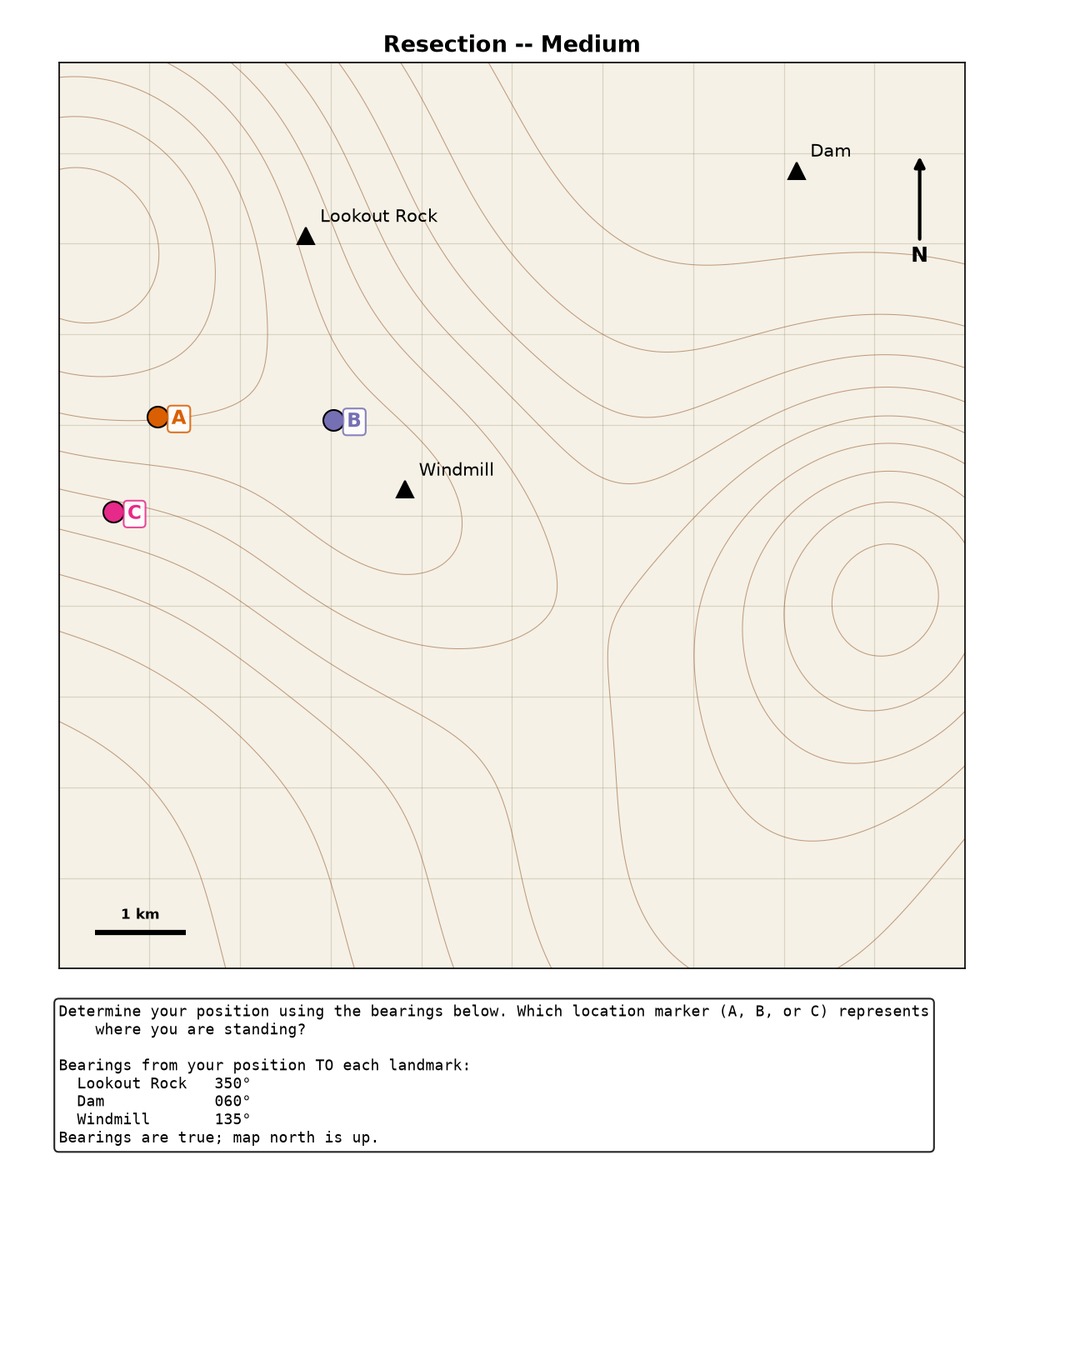 Resection -- Medium
Dam
Lookout Rock
N
A
B
Windmill
C
1 km
Determine your position using the bearings below. Which location marker (A, B, or C) represents
where you are standing?
Bearings from your position TO each landmark:
Lookout Rock 350°
Dam 060°
Windmill 135°
Bearings are true; map north is up.